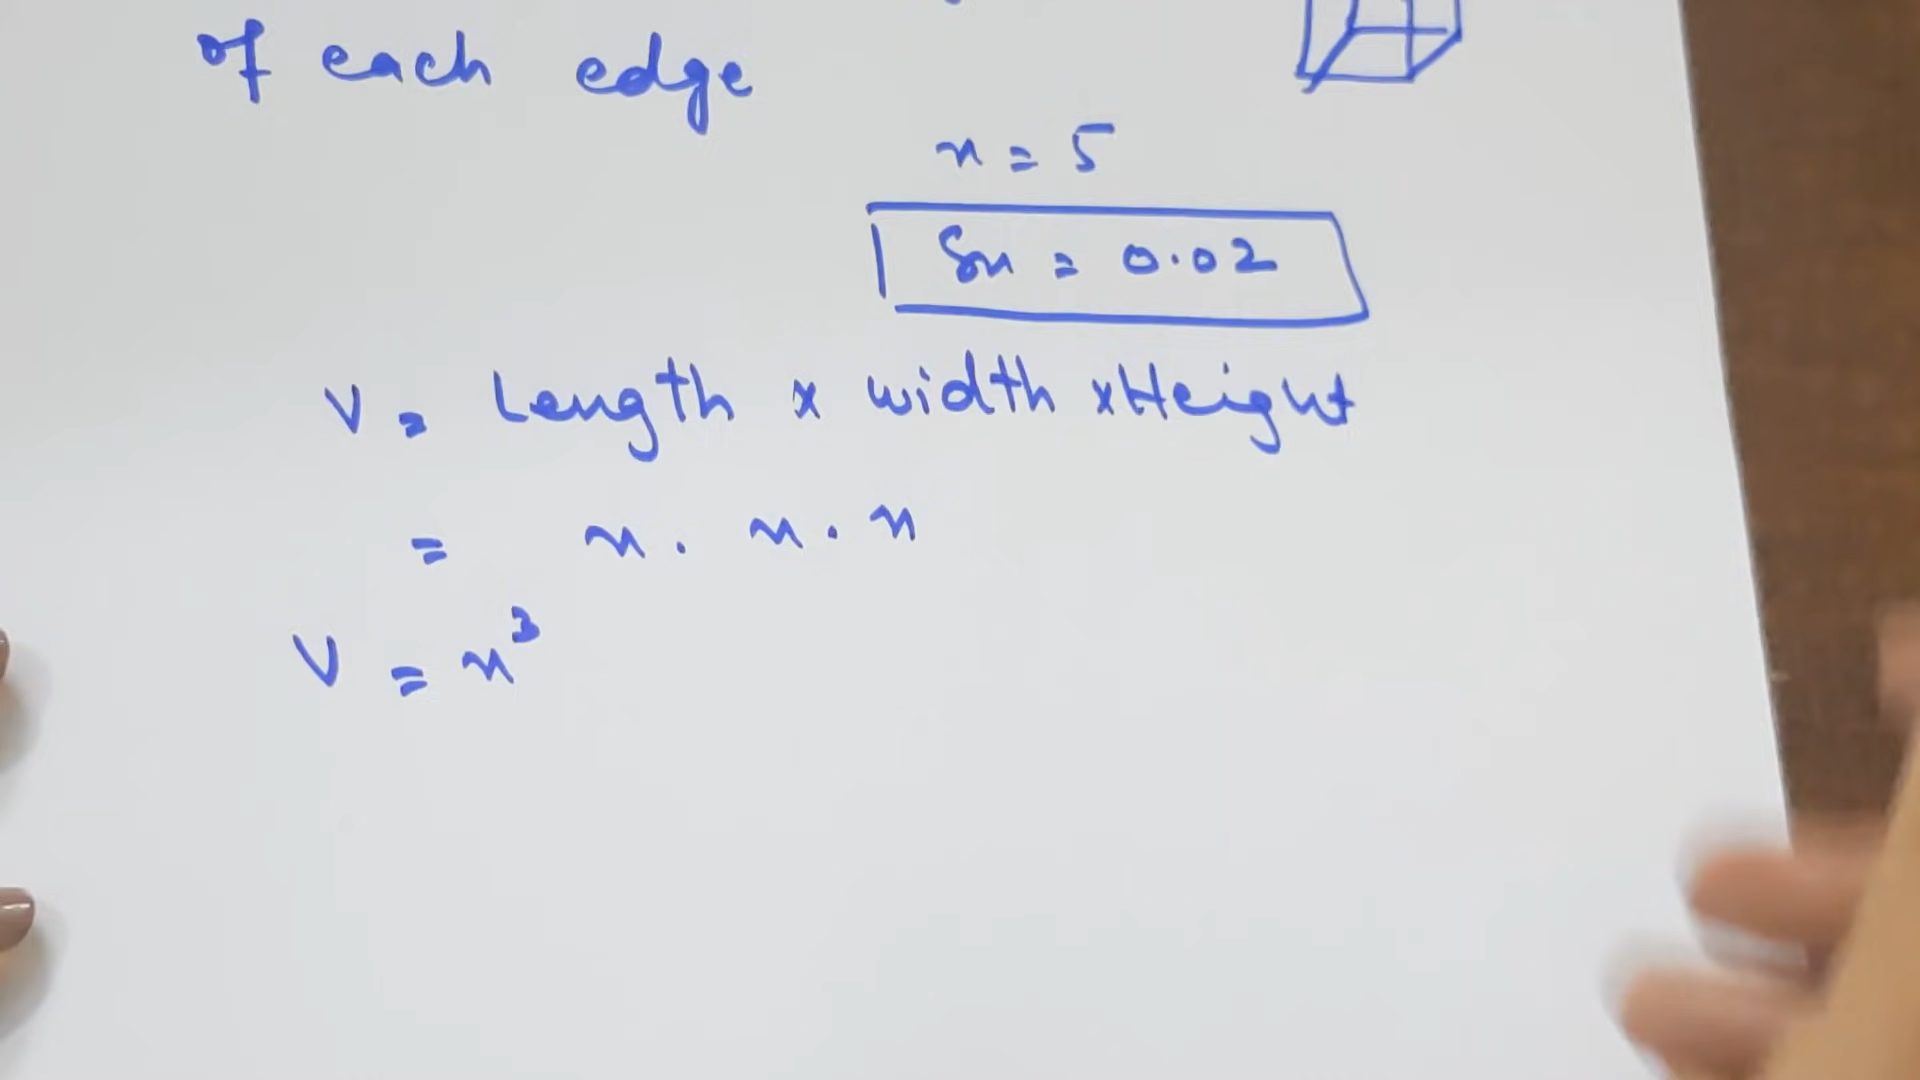 of each edge
x = 5
δx = 0.02
V = Length x width x Height
= x . x . x
V = x³